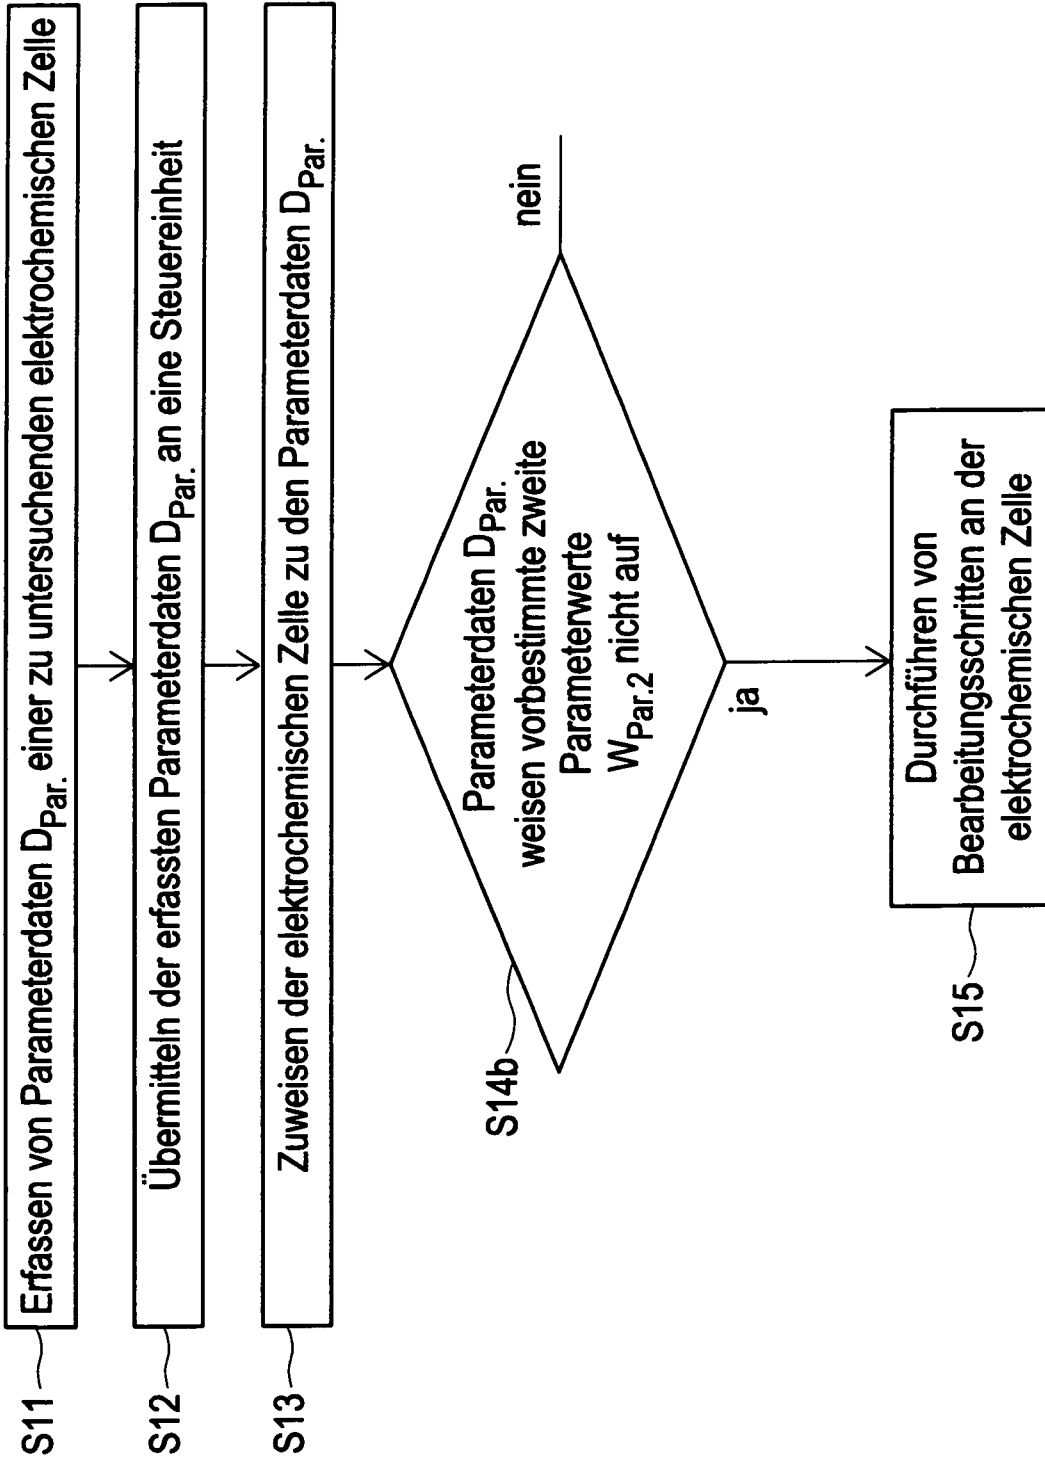 S11
Erfassen von Parameterdaten DPar. einer zu untersuchenden elektrochemischen Zelle
S12
Übermitteln der erfassten Parameterdaten DPar. an eine Steuereinheit
S13
Zuweisen der elektrochemischen Zelle zu den Parameterdaten DPar.
S14b
Parameterdaten DPar.
weisen vorbestimmte zweite
Parameterwerte
WPar.2 nicht auf
nein
ja
S15
Durchführen von
Bearbeitungsschritten an der
elektrochemischen Zelle